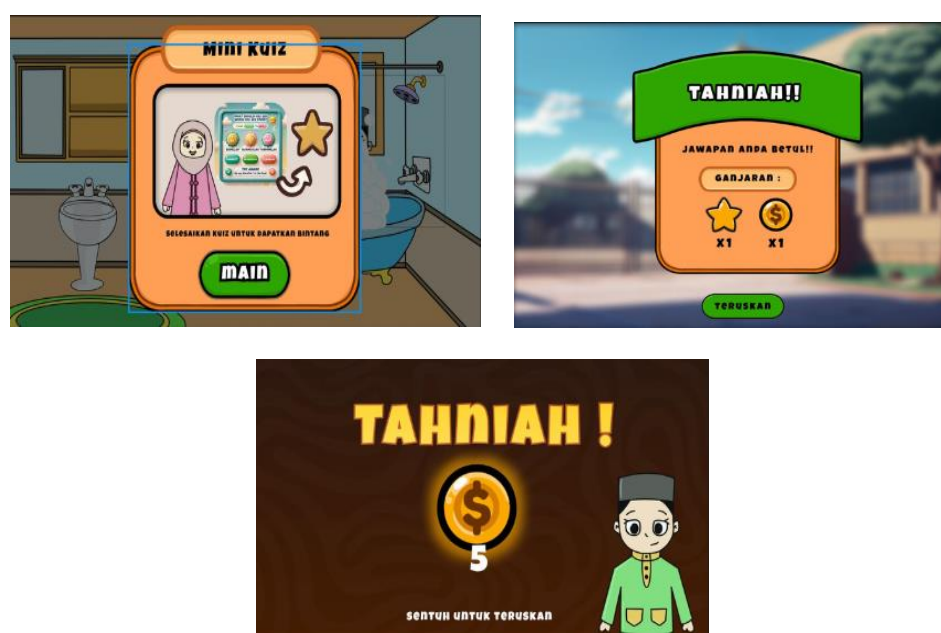 MINI KUIZ
SELESAIKAN KUIZ UNTUK DAPATKAN BINTANG
MAIN
TAHNIAH!!
JAWAPAN ANDA BETUL!!
GANJARAN :
X1 X1
TERUSKAN
TAHNIAH !
$
5
SENTUH UNTUK TERUSKAN